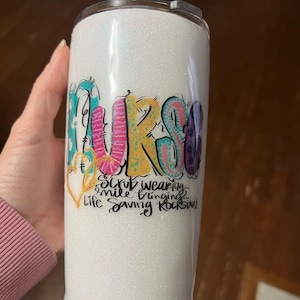 NURSE
Scrub wearing...
Smile bringing...
Life Saving Rockstar!